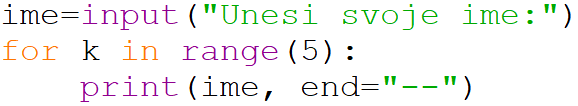 ime=input("Unesi svoje ime:")
for k in range(5):
    print(ime, end="--")